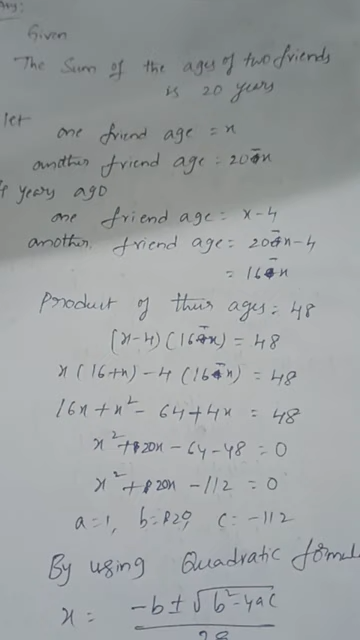 Ans:
Given
The Sum of the ages of two friends
is 20 years
let
one friend age = x
another friend age = 20-x
4 years ago
one friend age = x-4
another friend age = 20-x-4
= 16-x
Product of their ages = 48
(x-4)(16-x) = 48
x(16+x)-4(16-x) = 48
16x+x²-64+4x = 48
x²+20x-64-48=0
x²+20x-112=0
a=1, b=20, c=-112
By using Quadratic formul
x = -b±√b²-4ac